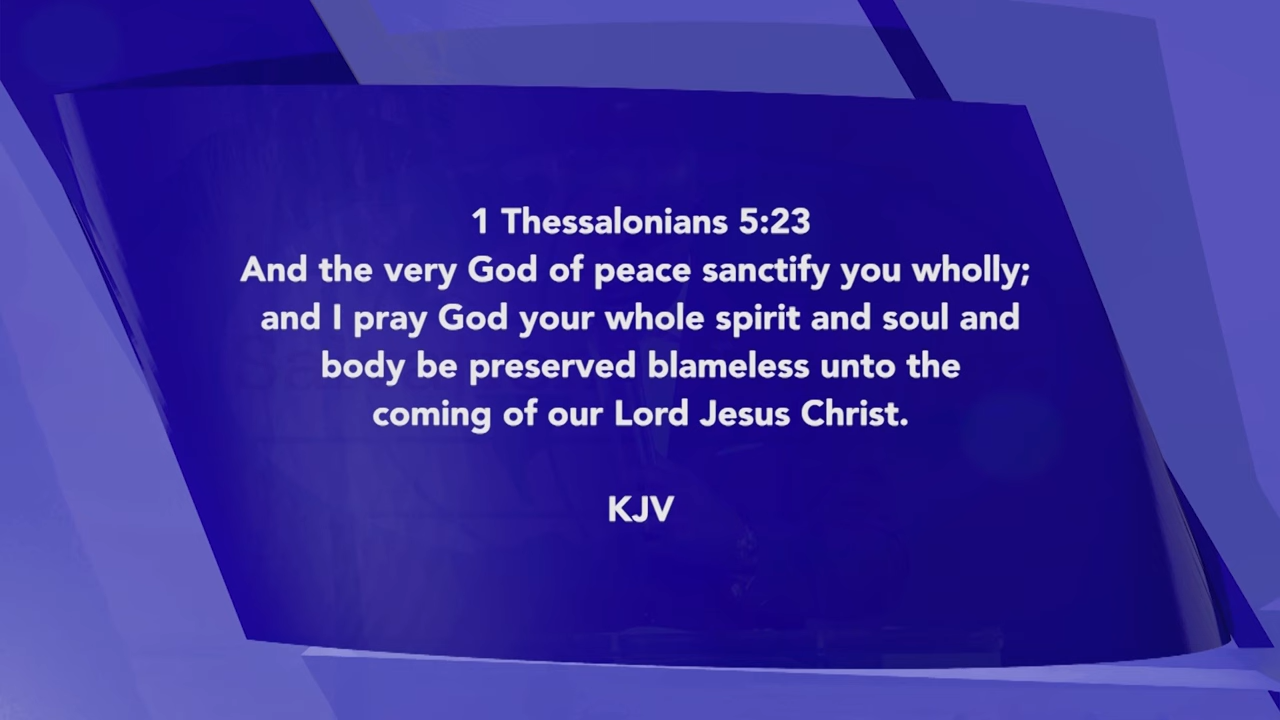 1 Thessalonians 5:23
And the very God of peace sanctify you wholly;
and I pray God your whole spirit and soul and
body be preserved blameless unto the
coming of our Lord Jesus Christ.
KJV